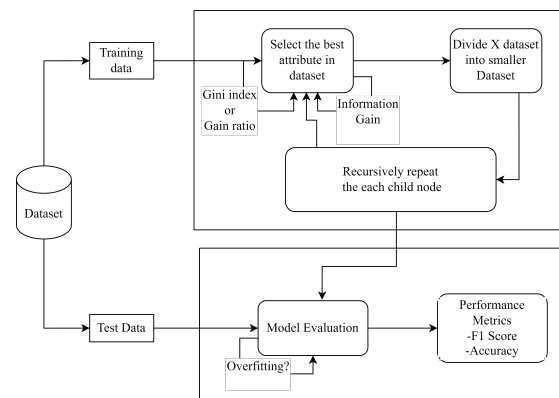 Training
data
Select the best
attribute in
dataset
Divide X dataset
into smaller
Dataset
Gini index
or
Gain ratio
Information
Gain
Recursively repeat
the each child node
Dataset
Test Data
Model Evaluation
Overfitting?
Performance
Metrics
-F1 Score
-Accuracy